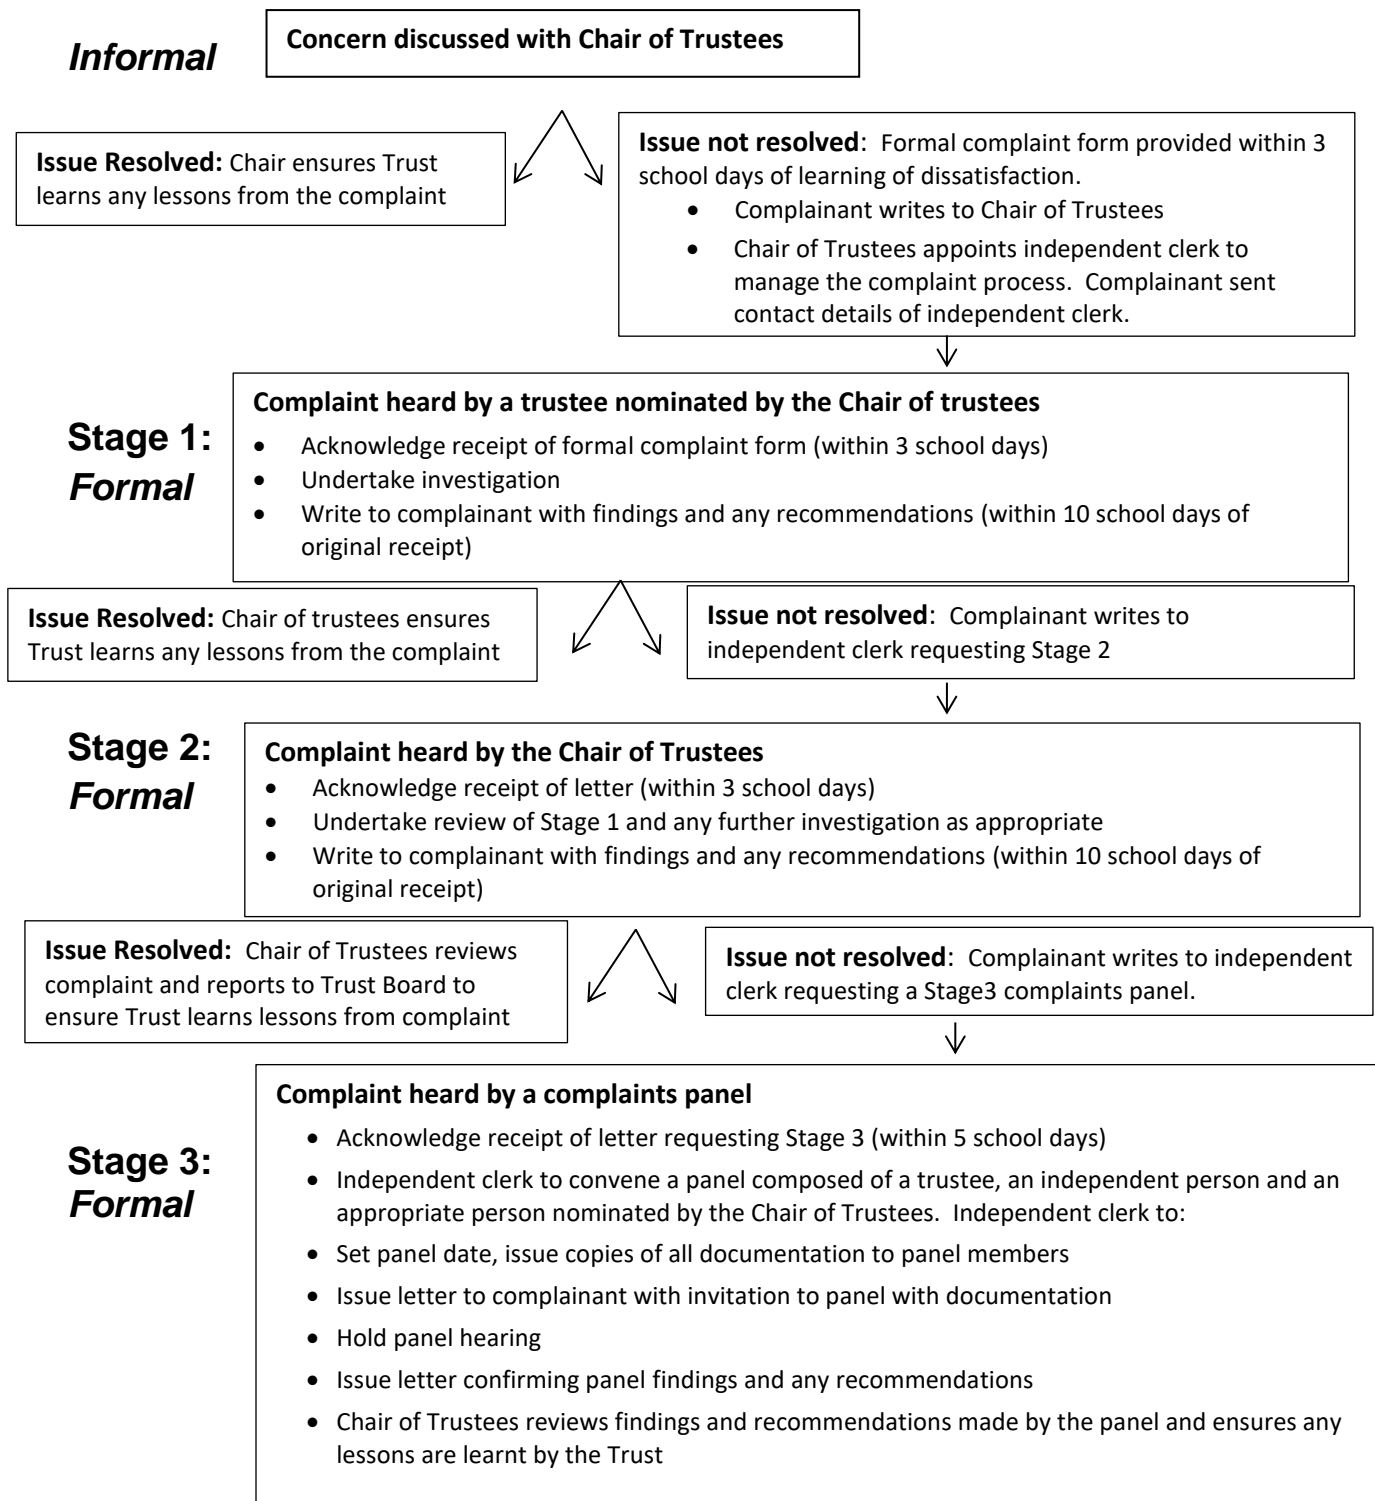 Informal
Concern discussed with Chair of Trustees
Issue Resolved: Chair ensures Trust
learns any lessons from the complaint
Issue not resolved: Formal complaint form provided within 3
school days of learning of dissatisfaction.
• Complainant writes to Chair of Trustees
• Chair of Trustees appoints independent clerk to
manage the complaint process. Complainant sent
contact details of independent clerk.
Stage 1:
Formal
Complaint heard by a trustee nominated by the Chair of trustees
• Acknowledge receipt of formal complaint form (within 3 school days)
• Undertake investigation
• Write to complainant with findings and any recommendations (within 10 school days of
original receipt)
Issue Resolved: Chair of trustees ensures
Trust learns any lessons from the complaint
Issue not resolved: Complainant writes to
independent clerk requesting Stage 2
Stage 2:
Formal
Complaint heard by the Chair of Trustees
• Acknowledge receipt of letter (within 3 school days)
• Undertake review of Stage 1 and any further investigation as appropriate
• Write to complainant with findings and any recommendations (within 10 school days of
original receipt)
Issue Resolved: Chair of Trustees reviews
complaint and reports to Trust Board to
ensure Trust learns lessons from complaint
Issue not resolved: Complainant writes to independent
clerk requesting a Stage3 complaints panel.
Stage 3:
Formal
Complaint heard by a complaints panel
• Acknowledge receipt of letter requesting Stage 3 (within 5 school days)
• Independent clerk to convene a panel composed of a trustee, an independent person and an
appropriate person nominated by the Chair of Trustees. Independent clerk to:
• Set panel date, issue copies of all documentation to panel members
• Issue letter to complainant with invitation to panel with documentation
• Hold panel hearing
• Issue letter confirming panel findings and any recommendations
• Chair of Trustees reviews findings and recommendations made by the panel and ensures any
lessons are learnt by the Trust